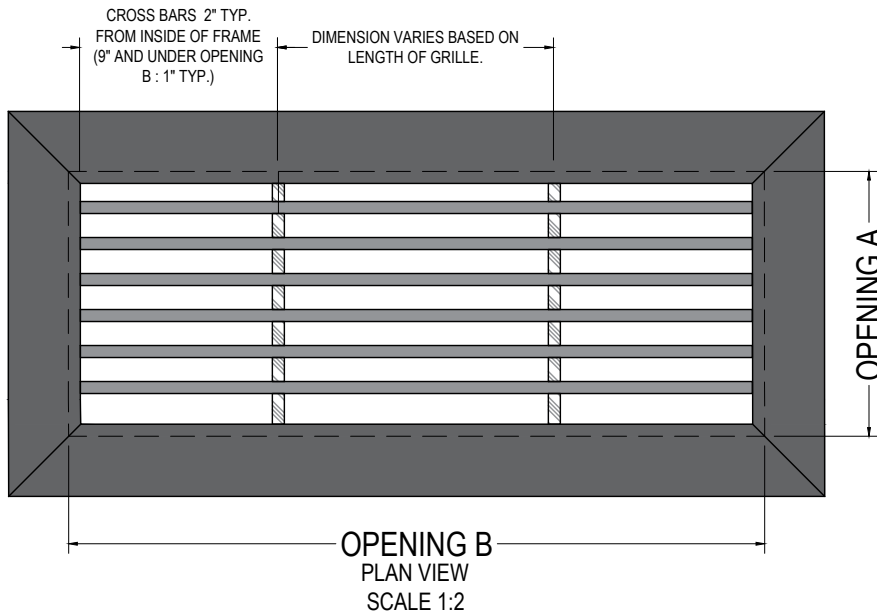 CROSS BARS 2" TYP.
FROM INSIDE OF FRAME
(9" AND UNDER OPENING
B : 1" TYP.)
DIMENSION VARIES BASED ON
LENGTH OF GRILLE.
OPENING A
OPENING B
PLAN VIEW
SCALE 1:2